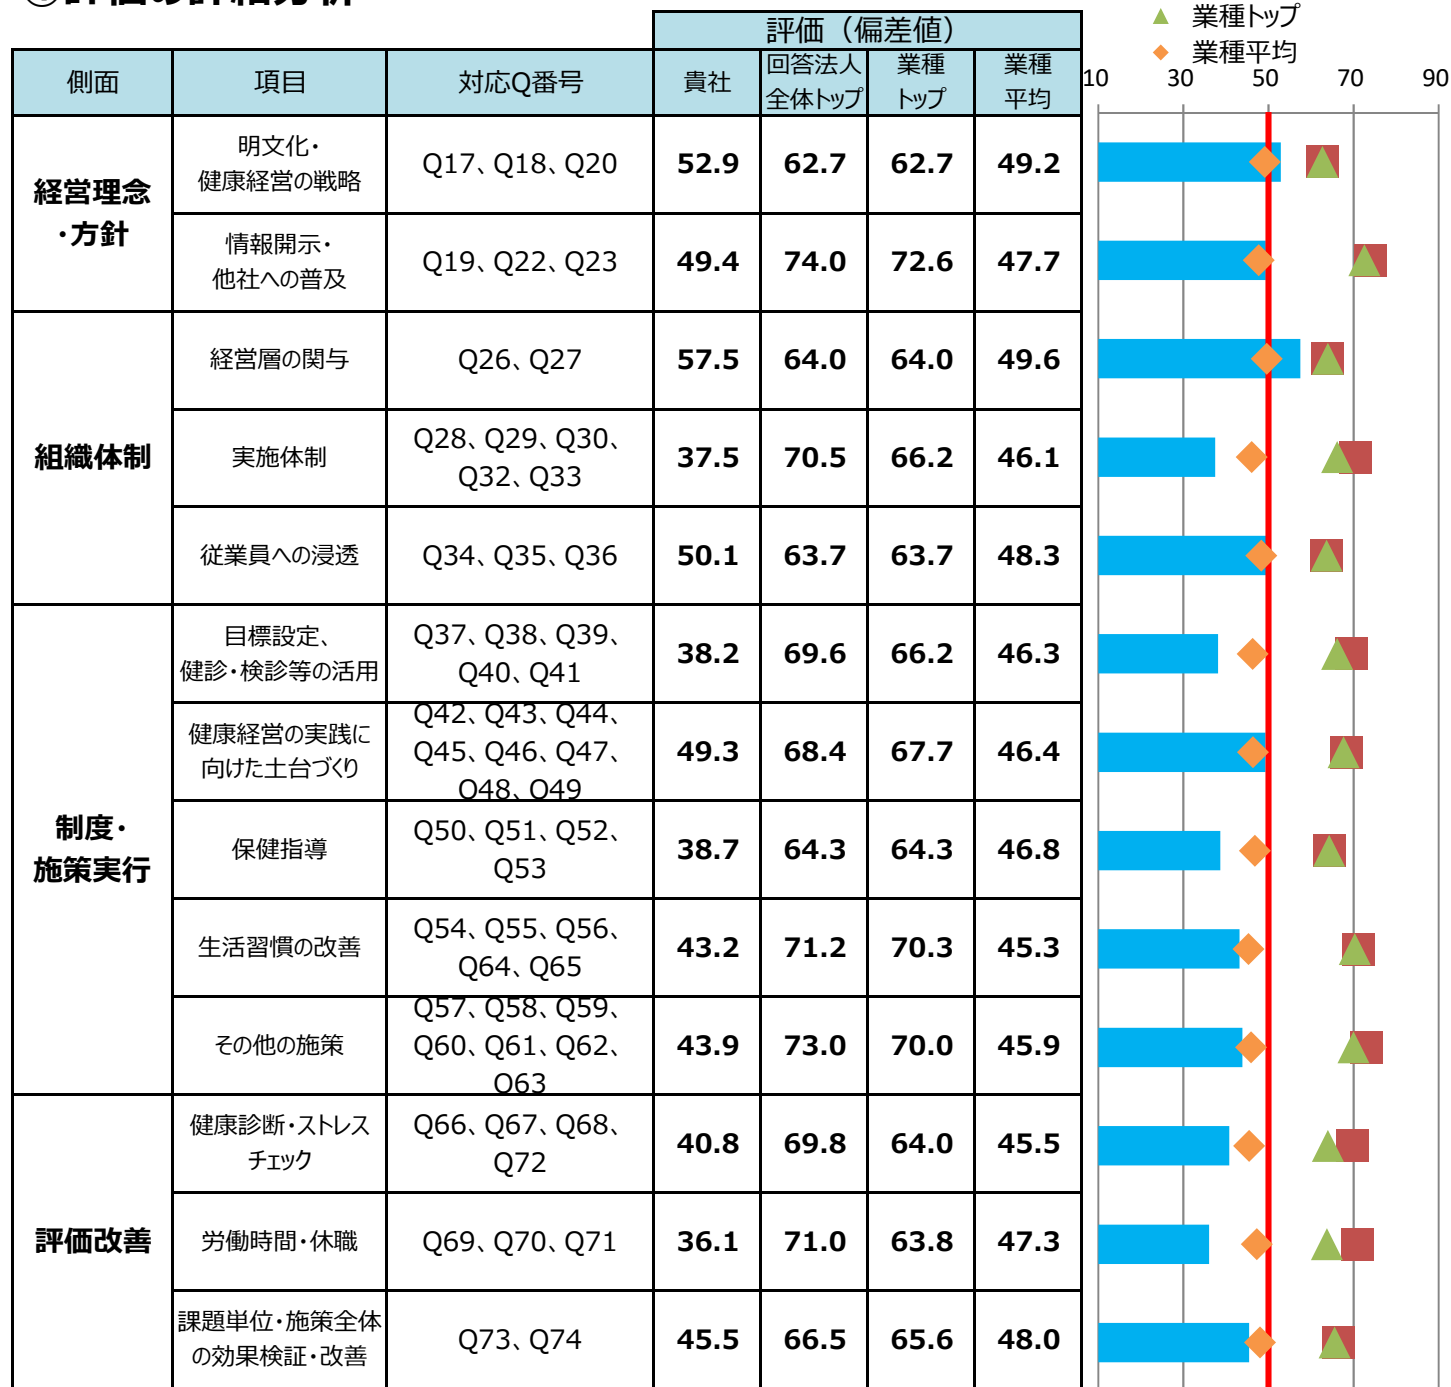 評価（偏差値）
▲ 業種トップ
◆ 業種平均
側面 項目 対応Q番号 貴社 回答法人全体トップ 業種トップ 業種平均
10 30 50 70 90
経営理念・方針
明文化・健康経営の戦略 Q17、Q18、Q20 52.9 62.7 62.7 49.2
情報開示・他社への普及 Q19、Q22、Q23 49.4 74.0 72.6 47.7
組織体制
経営層の関与 Q26、Q27 57.5 64.0 64.0 49.6
実施体制 Q28、Q29、Q30、Q32、Q33 37.5 70.5 66.2 46.1
従業員への浸透 Q34、Q35、Q36 50.1 63.7 63.7 48.3
制度・施策実行
目標設定、健診・検診等の活用 Q37、Q38、Q39、Q40、Q41 38.2 69.6 66.2 46.3
健康経営の実践に向けた土台づくり Q42、Q43、Q44、Q45、Q46、Q47、Q48、Q49 49.3 68.4 67.7 46.4
保健指導 Q50、Q51、Q52、Q53 38.7 64.3 64.3 46.8
生活習慣の改善 Q54、Q55、Q56、Q64、Q65 43.2 71.2 70.3 45.3
その他の施策 Q57、Q58、Q59、Q60、Q61、Q62、Q63 43.9 73.0 70.0 45.9
評価改善
健康診断・ストレスチェック Q66、Q67、Q68、Q72 40.8 69.8 64.0 45.5
労働時間・休職 Q69、Q70、Q71 36.1 71.0 63.8 47.3
課題単位・施策全体の効果検証・改善 Q73、Q74 45.5 66.5 65.6 48.0